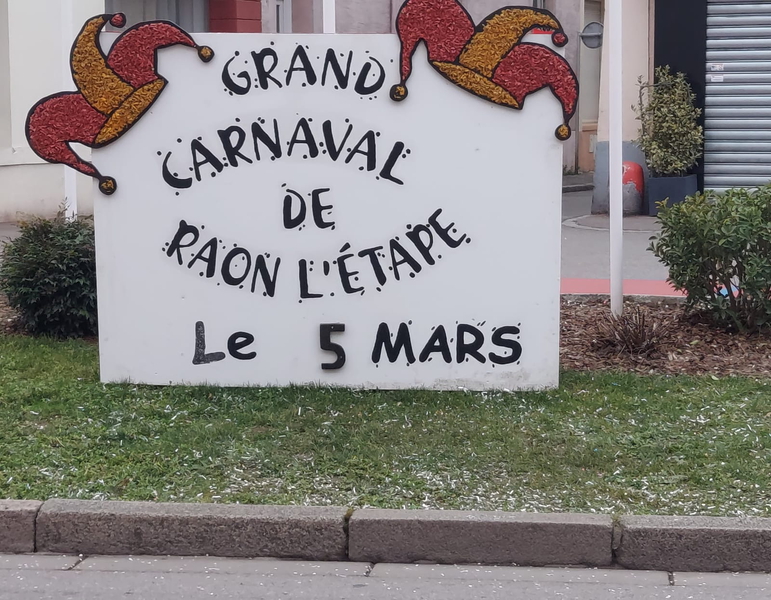 GRAND
CARNAVAL
DE
RAON L'ÉTAPE
Le 5 MARS